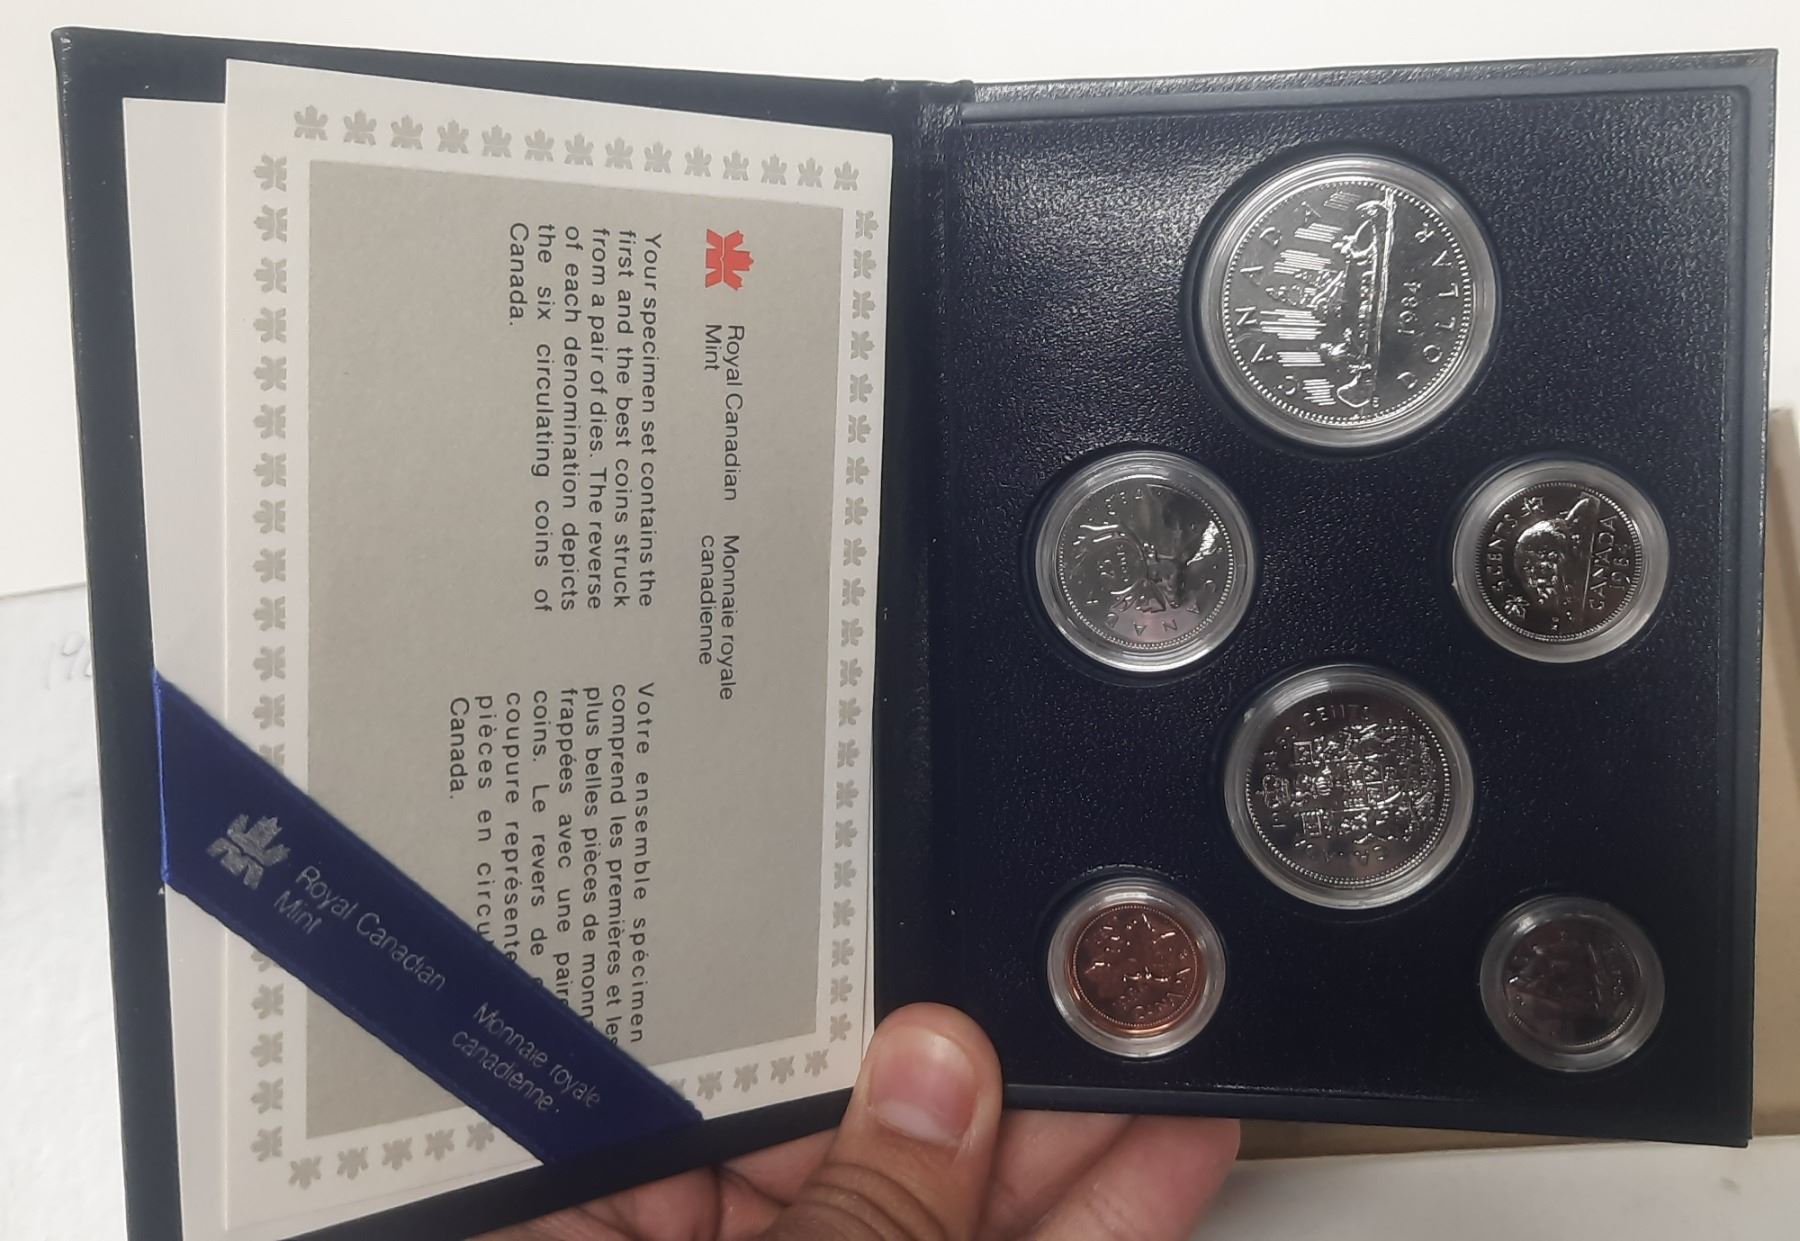 Royal Canadian
Mint
Monnaie royale
canadienne
Your specimen set contains the
first and the best coins struck
from a pair of dies. The reverse
of each denomination depicts
the six circulating coins of
Canada.
Votre ensemble spécimen
comprend les premières et les
plus belles pièces de monn
frappées avec une paire
coins. Le revers de
coupure représente
pièces en circu
Canada.
Royal Canadian
Mint
Monnaie royale
canadienne
CANADA
1984
DOLLAR
5 CENTS
CANADA